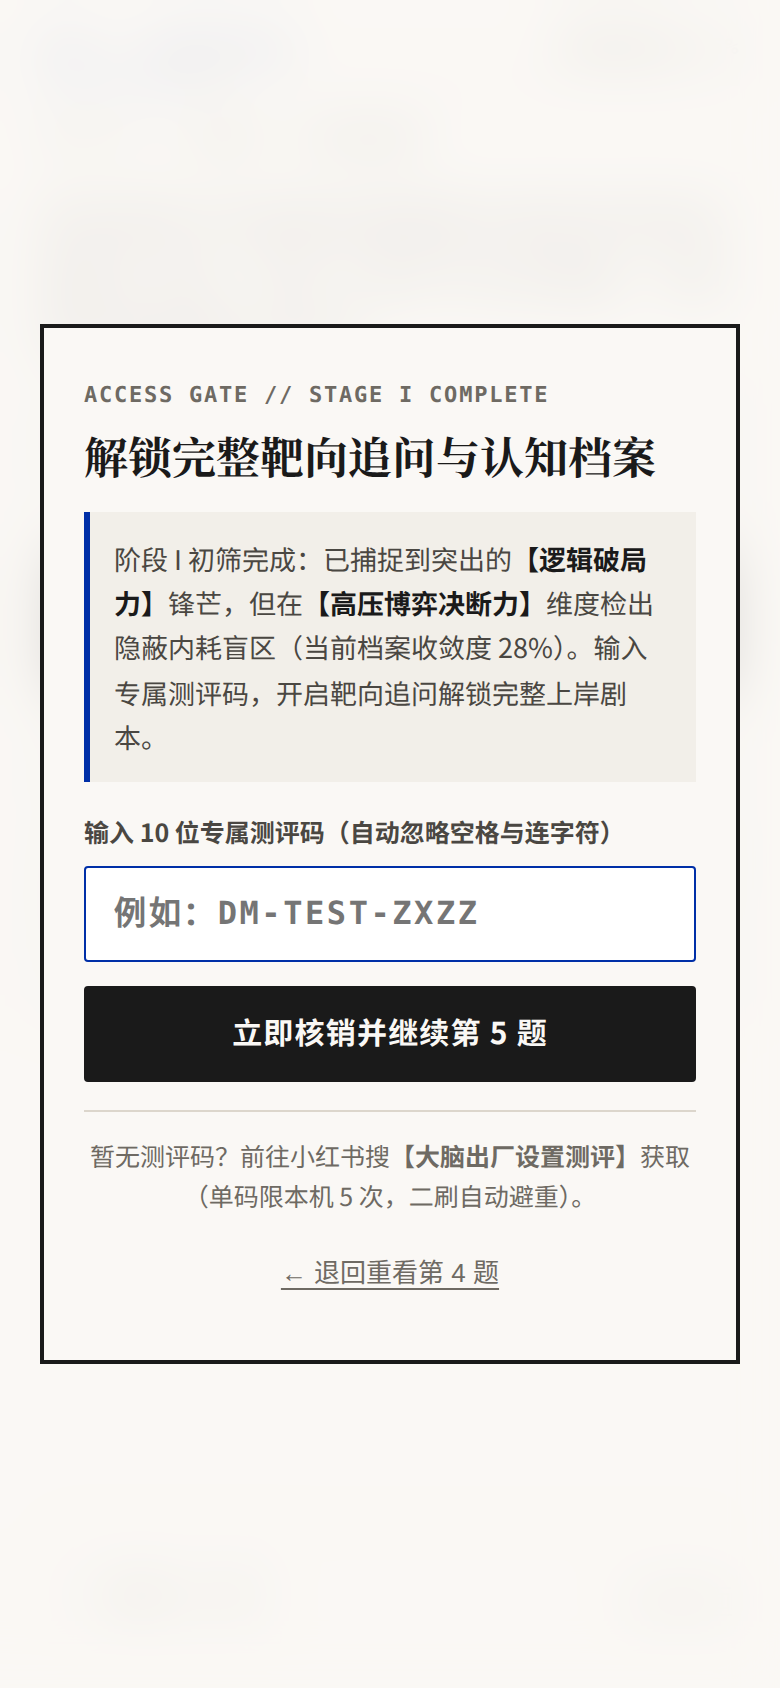 ACCESS GATE // STAGE I COMPLETE
解锁完整靶向追问与认知档案
阶段 I 初筛完成：已捕捉到突出的【逻辑破局
力】锋芒，但在【高压博弈决断力】维度检出
隐蔽内耗盲区（当前档案收敛度 28%）。输入
专属测评码，开启靶向追问解锁完整上岸剧
本。
输入 10 位专属测评码（自动忽略空格与连字符）
例如：DM-TEST-ZXZZ
立即核销并继续第 5 题
暂无测评码？前往小红书搜【大脑出厂设置测评】获取
（单码限本机 5 次，二刷自动避重）。
← 退回重看第 4 题